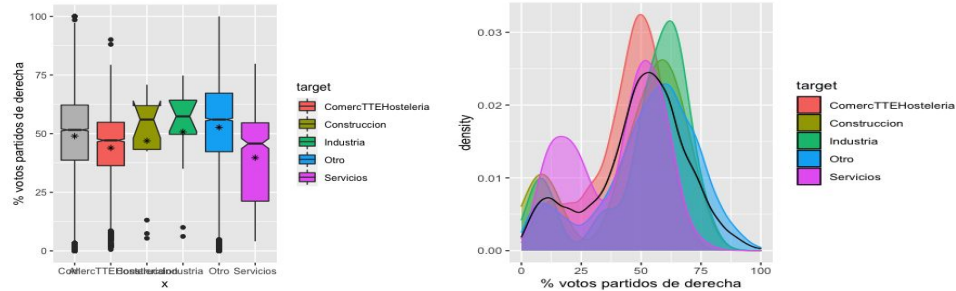 100
75
50
25
0
% votos partidos de derecha
Otro
Servicios
x
target
ComercTTEHosteleria
Construccion
Industria
Otro
Servicios
0.03
0.02
0.01
0.00
density
0
25
50
75
100
% votos partidos de derecha
target
ComercTTEHosteleria
Construccion
Industria
Otro
Servicios